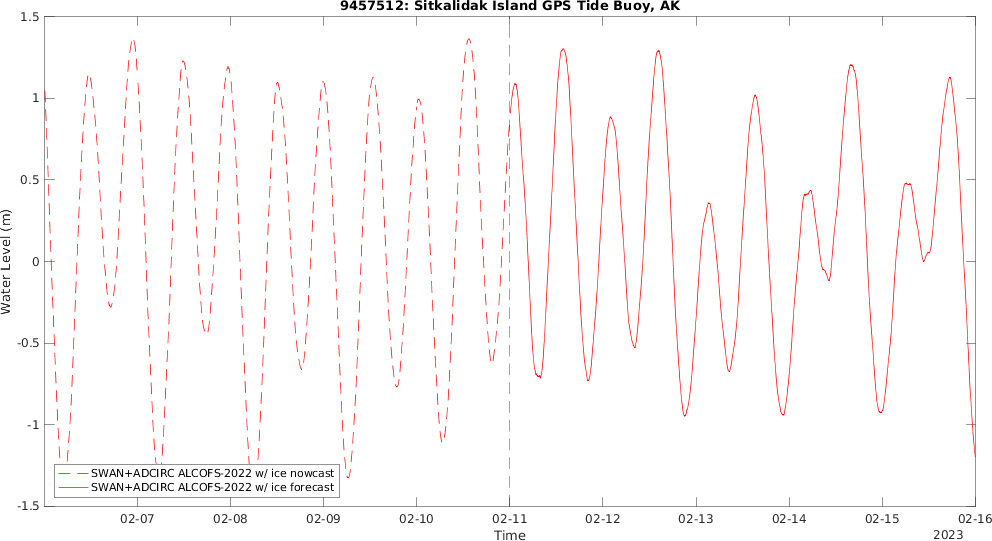 9457512: Sitkalidak Island GPS Tide Buoy, AK
1.5
1
0.5
0
-0.5
-1
-1.5
Water Level (m)
SWAN+ADCIRC ALCOFS-2022 w/ ice nowcast
SWAN+ADCIRC ALCOFS-2022 w/ ice forecast
02-07 02-08 02-09 02-10 02-11 02-12 02-13 02-14 02-15 02-16
Time
2023